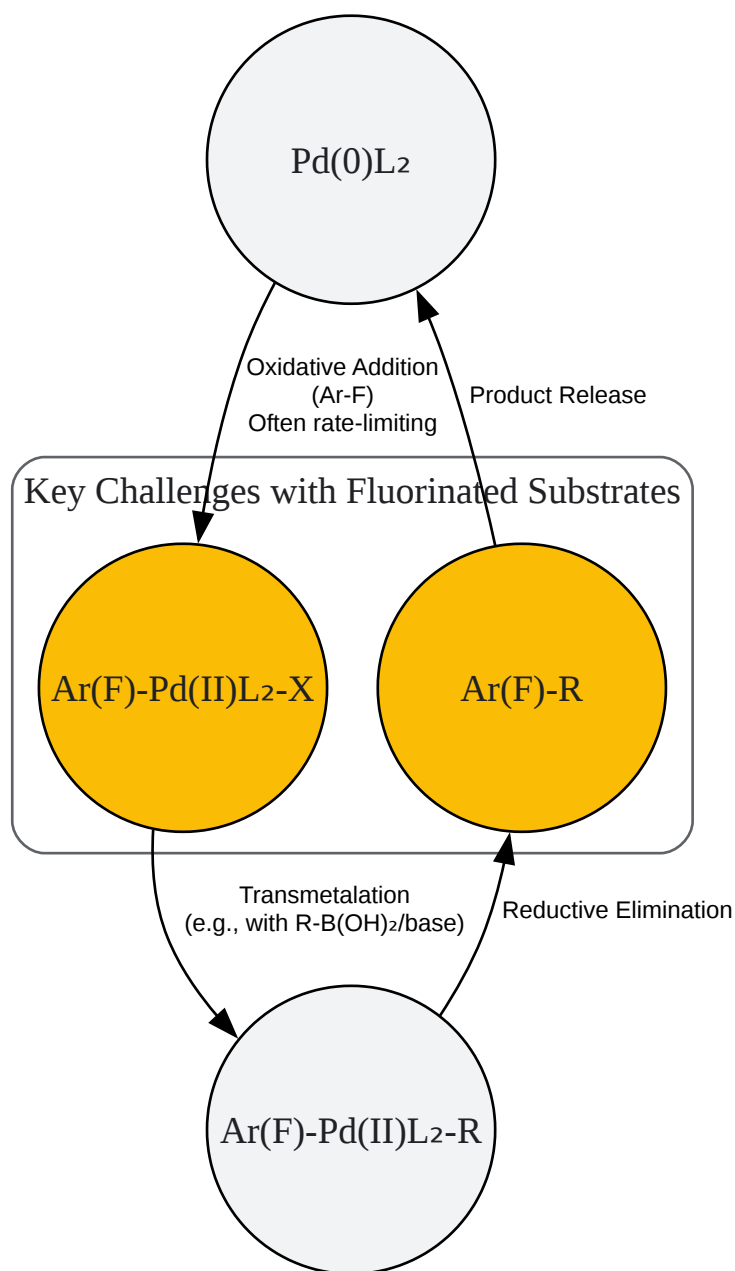 Pd(0)L₂
Oxidative Addition
(Ar-F)
Often rate-limiting
Product Release
Key Challenges with Fluorinated Substrates
Ar(F)-Pd(II)L₂-X
Ar(F)-R
Transmetalation
(e.g., with R-B(OH)₂/base)
Reductive Elimination
Ar(F)-Pd(II)L₂-R